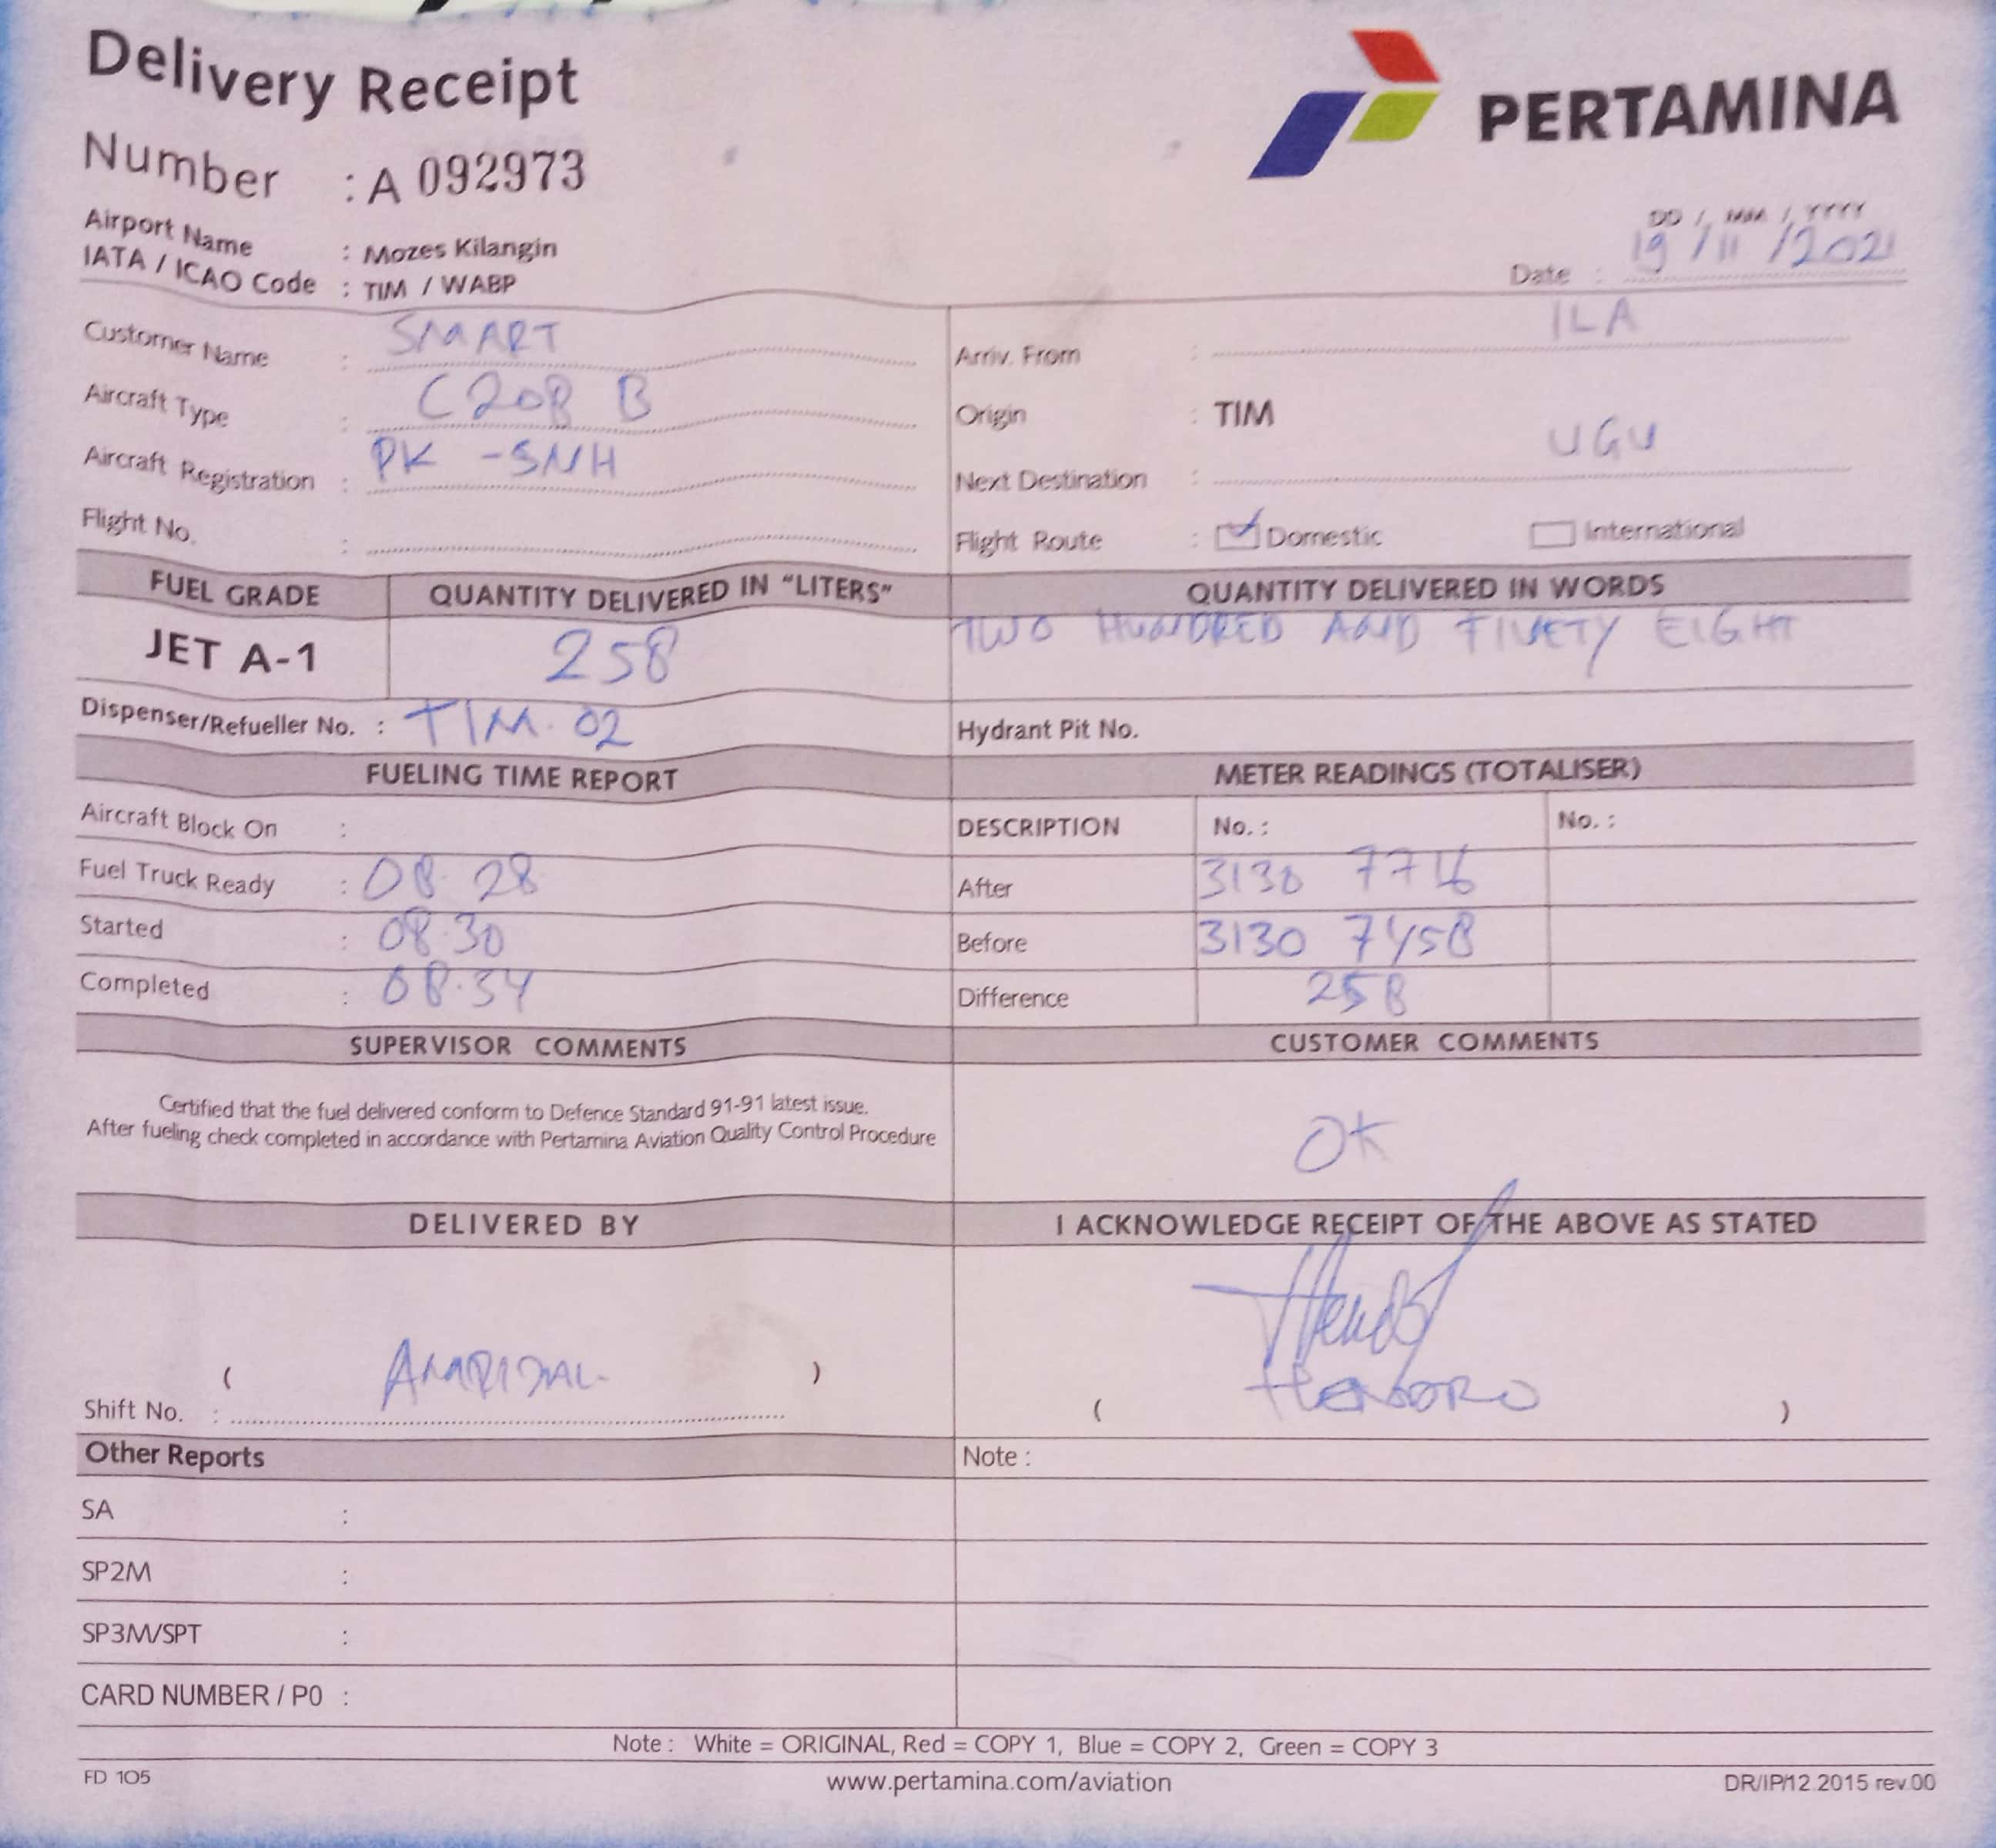 Delivery Receipt
PERTAMINA
Number : A 092973
Airport Name : Mozes Kilangin
IATA / ICAO Code : TIM / WABP
DD / MM / YYYY
Date : 19 / 11 / 2021
Customer Name : SMART
Arriv. From : ILA
Aircraft Type : C208 B
Origin : TIM
Aircraft Registration : PK - SNH
Next Destination : UGU
Flight No. :
Flight Route : Domestic International
FUEL GRADE QUANTITY DELIVERED IN "LITERS" QUANTITY DELIVERED IN WORDS
JET A-1 258 TWO HUNDRED AND FIVETY EIGHT
Dispenser/Refueller No. : TIM. 02 Hydrant Pit No.
FUELING TIME REPORT METER READINGS (TOTALISER)
Aircraft Block On : DESCRIPTION No. : No. :
Fuel Truck Ready : 08.28 After 3130 7716
Started : 08.30 Before 3130 7458
Completed : 08.34 Difference 258
SUPERVISOR COMMENTS CUSTOMER COMMENTS
Certified that the fuel delivered conform to Defence Standard 91-91 latest issue.
After fueling check completed in accordance with Pertamina Aviation Quality Control Procedure
OK
DELIVERED BY I ACKNOWLEDGE RECEIPT OF THE ABOVE AS STATED
( )
Shift No. :
( )
Other Reports Note :
SA :
SP2M :
SP3M/SPT :
CARD NUMBER / P0 :
Note : White = ORIGINAL, Red = COPY 1, Blue = COPY 2, Green = COPY 3
FD 105 www.pertamina.com/aviation DR/IP/12.2015 rev.00